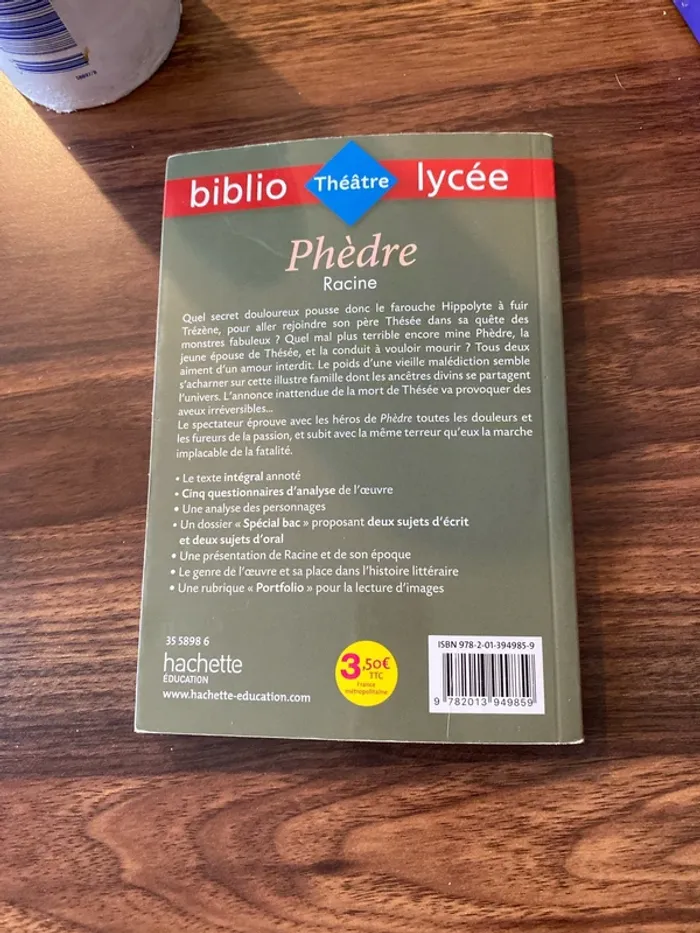 biblio Théâtre lycée
Phèdre
Racine
Quel secret douloureux pousse donc le farouche Hippolyte à fuir
Trézène, pour aller rejoindre son père Thésée dans sa quête des
monstres fabuleux ? Quel mal plus terrible encore mine Phèdre, la
jeune épouse de Thésée, et la conduit à vouloir mourir ? Tous deux
aiment d'un amour interdit. Le poids d'une vieille malédiction semble
s'acharner sur cette illustre famille dont les ancêtres divins se partagent
l'univers. L'annonce inattendue de la mort de Thésée va provoquer des
aveux irréversibles...
Le spectateur éprouve avec les héros de Phèdre toutes les douleurs et
les fureurs de la passion, et subit avec la même terreur qu'eux la marche
implacable de la fatalité.
• Le texte intégral annoté
• Cinq questionnaires d'analyse de l'œuvre
• Une analyse des personnages
• Un dossier « Spécial bac » proposant deux sujets d'écrit
et deux sujets d'oral
• Une présentation de Racine et de son époque
• Le genre de l'œuvre et sa place dans l'histoire littéraire
• Une rubrique « Portfolio » pour la lecture d'images
35 5898 6
hachette
ÉDUCATION
www.hachette-education.com
3,50€
TTC
France
métropolitaine
ISBN 978-2-01-394985-9
9 782013 949859